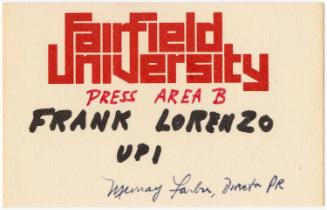 Fairfield
University
PRESS AREA B
FRANK LORENZO
UPI
Murray Farber, Director PR